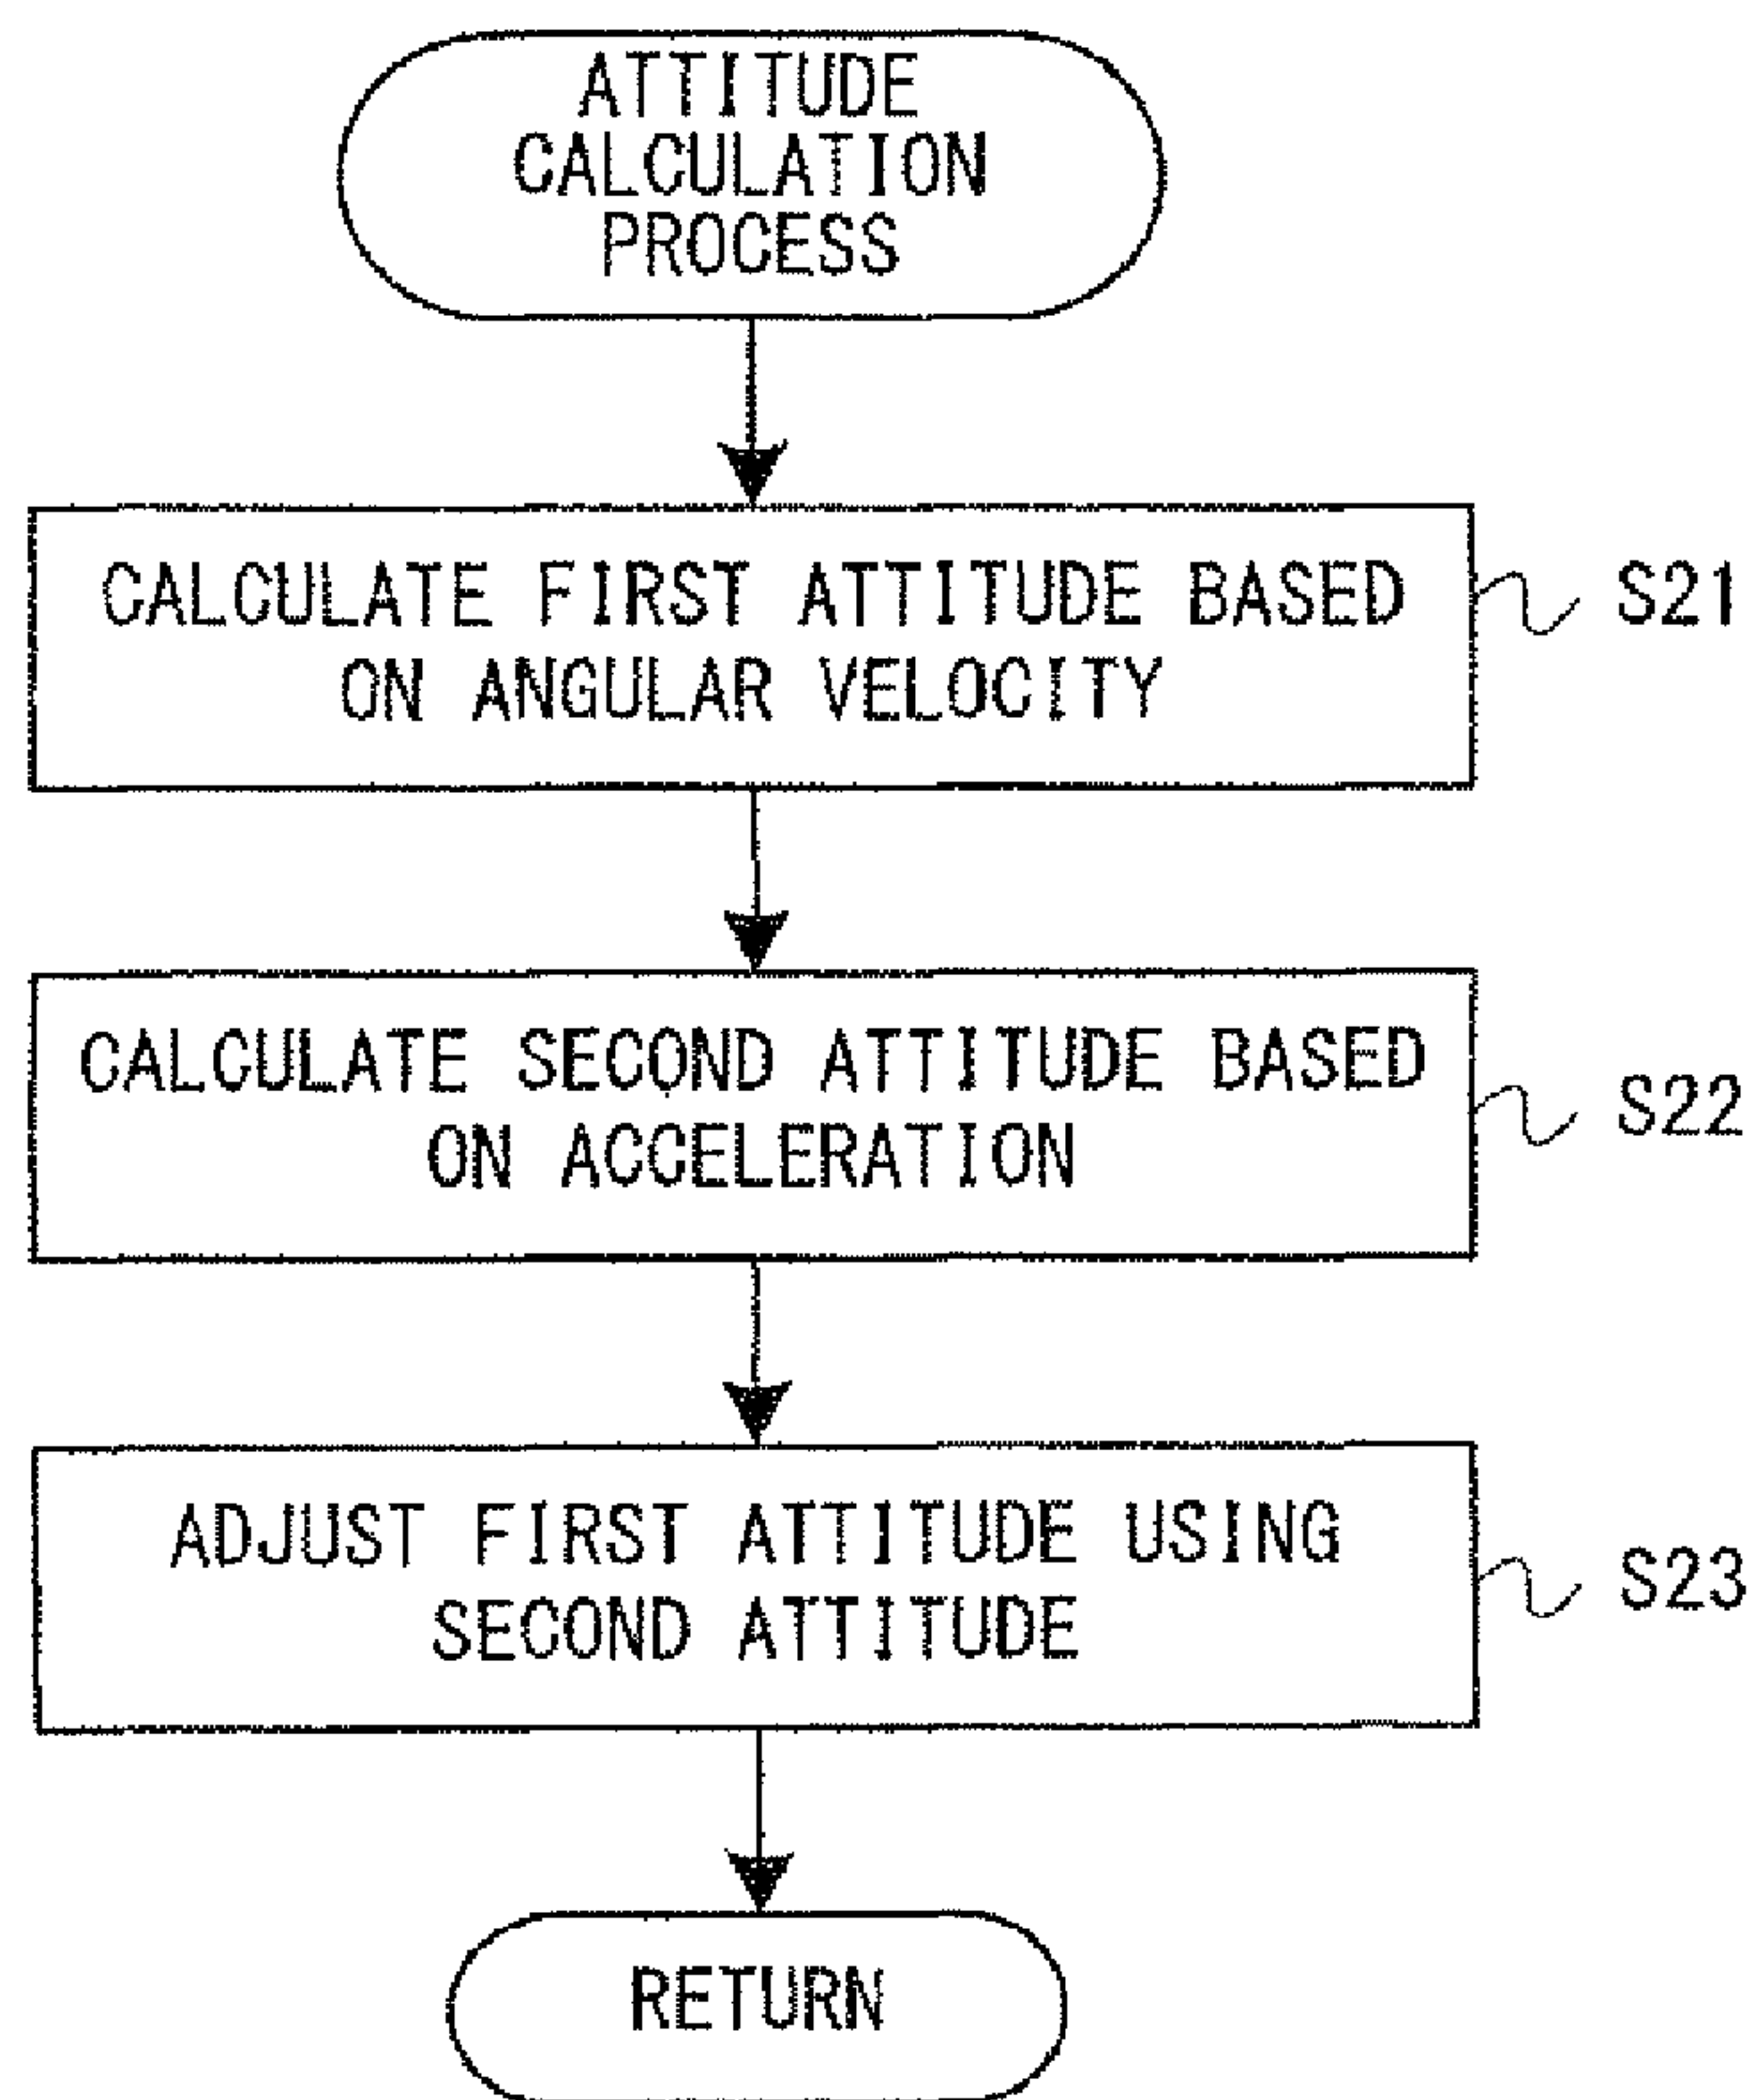 ATTITUDE
CALCULATION
PROCESS
CALCULATE FIRST ATTITUDE BASED
ON ANGULAR VELOCITY
S21
CALCULATE SECOND ATTITUDE BASED
ON ACCELERATION
S22
ADJUST FIRST ATTITUDE USING
SECOND ATTITUDE
S23
RETURN